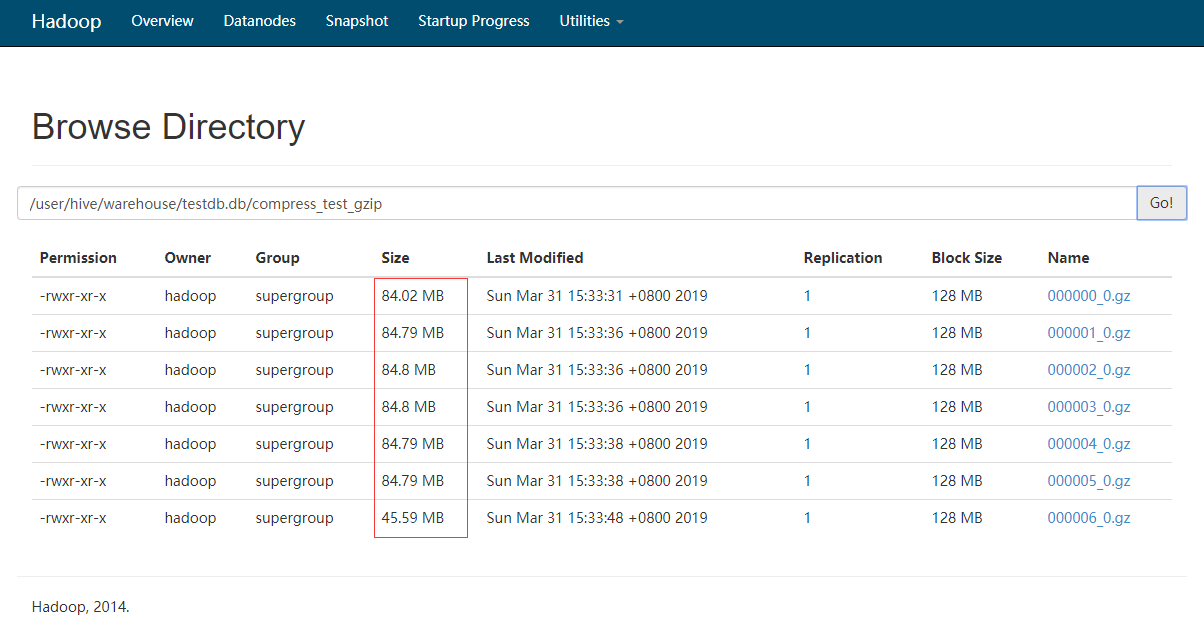 Hadoop Overview Datanodes Snapshot Startup Progress Utilities
Browse Directory
/user/hive/warehouse/testdb.db/compress_test_gzip Go!
Permission Owner Group Size Last Modified Replication Block Size Name
-rwxr-xr-x hadoop supergroup 84.02 MB Sun Mar 31 15:33:31 +0800 2019 1 128 MB 000000_0.gz
-rwxr-xr-x hadoop supergroup 84.79 MB Sun Mar 31 15:33:36 +0800 2019 1 128 MB 000001_0.gz
-rwxr-xr-x hadoop supergroup 84.8 MB Sun Mar 31 15:33:36 +0800 2019 1 128 MB 000002_0.gz
-rwxr-xr-x hadoop supergroup 84.8 MB Sun Mar 31 15:33:36 +0800 2019 1 128 MB 000003_0.gz
-rwxr-xr-x hadoop supergroup 84.79 MB Sun Mar 31 15:33:38 +0800 2019 1 128 MB 000004_0.gz
-rwxr-xr-x hadoop supergroup 84.79 MB Sun Mar 31 15:33:38 +0800 2019 1 128 MB 000005_0.gz
-rwxr-xr-x hadoop supergroup 45.59 MB Sun Mar 31 15:33:48 +0800 2019 1 128 MB 000006_0.gz
Hadoop, 2014.